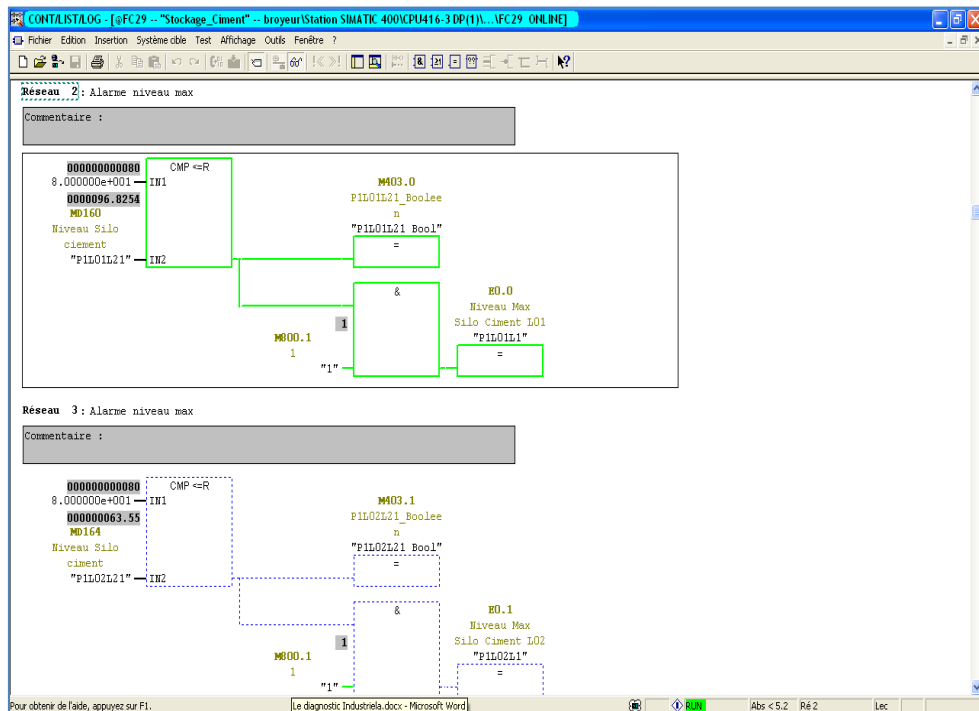 CONT/LIST/LOG - [@FC29 -- "Stockage_Ciment" -- broyeur\Station SIMATIC 400\CPU416-3 DP(1)\...\FC29 ONLINE]
Fichier Edition Insertion Système cible Test Affichage Outils Fenêtre ?
Réseau 2 : Alarme niveau max
Commentaire :
000000000080
CMP <=R
8.000000e+001
IN1
M403.0
0000096.8254
P1L01L21_Boolee
MD160
n
Niveau Silo
"P1L01L21 Bool"
ciement
=
"P1L01L21"
IN2
&
E0.0
Niveau Max
1
Silo Ciment L01
M800.1
"P1L01L1"
1
=
"1"
Réseau 3 : Alarme niveau max
Commentaire :
000000000080
CMP <=R
8.000000e+001
IN1
M403.1
000000063.55
P1L02L21_Boolee
MD164
n
Niveau Silo
"P1L02L21 Bool"
ciment
=
"P1L02L21"
IN2
&
E0.1
Niveau Max
1
Silo Ciment L02
M800.1
"P1L02L1"
1
=
"1"
Pour obtenir de l'aide, appuyez sur F1.
Le diagnostic Industriela.docx - Microsoft Word
RUN
Abs < 5.2
Ré 2
Lec